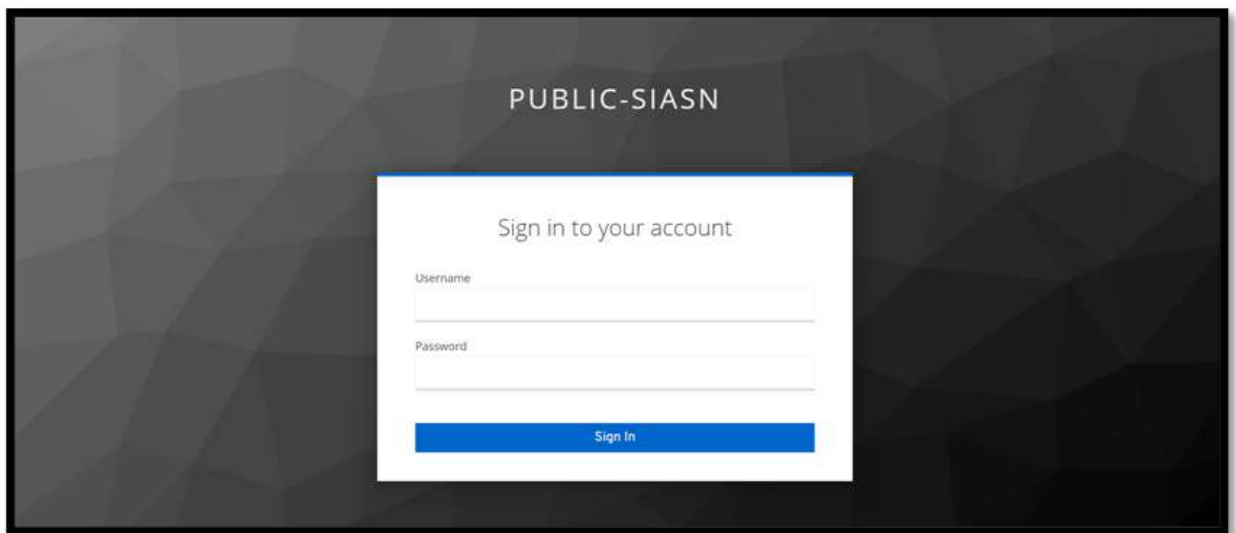 PUBLIC-SIASN
Sign in to your account
Username
Password
Sign In